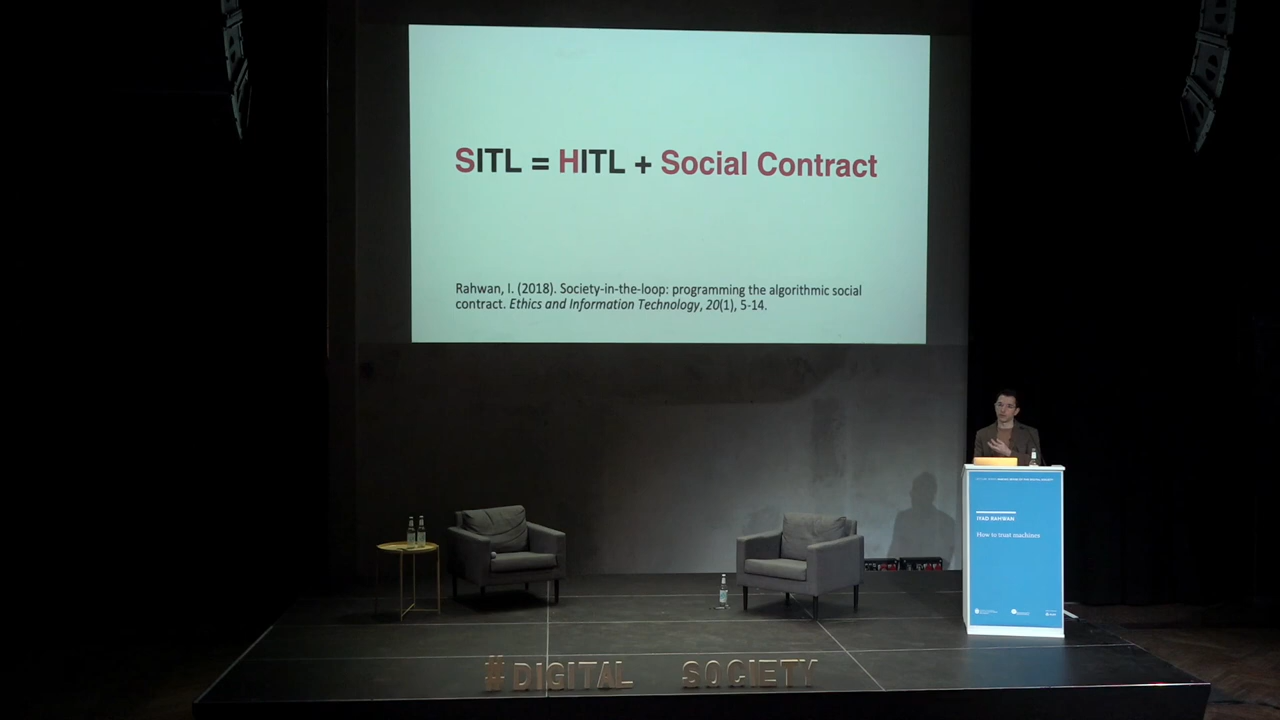 SITL = HITL + Social Contract
Rahwan, I. (2018). Society-in-the-loop: programming the algorithmic social
contract. Ethics and Information Technology, 20(1), 5-14.
IYAD RAHWAN
How to trust machines
#DIGITAL SOCIETY